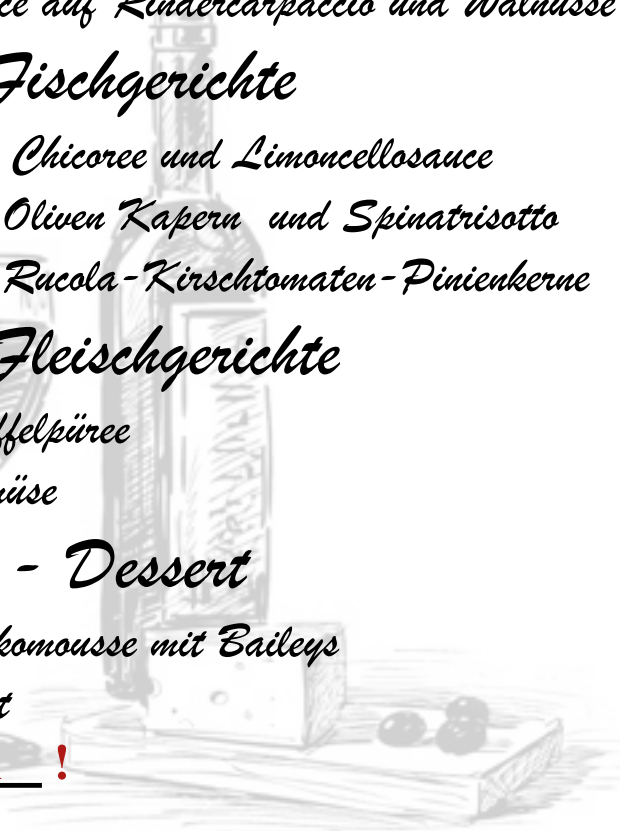 auf Rindercarpaccio und Walnüsse
Fischgerichte
Chicoree und Limoncellosauce
Oliven Kapern und Spinatrisotto
Rucola-Kirschtomaten-Pinienkerne
Fleischgerichte
ffelpüree
üse
- Dessert
komousse mit Baileys
t
!